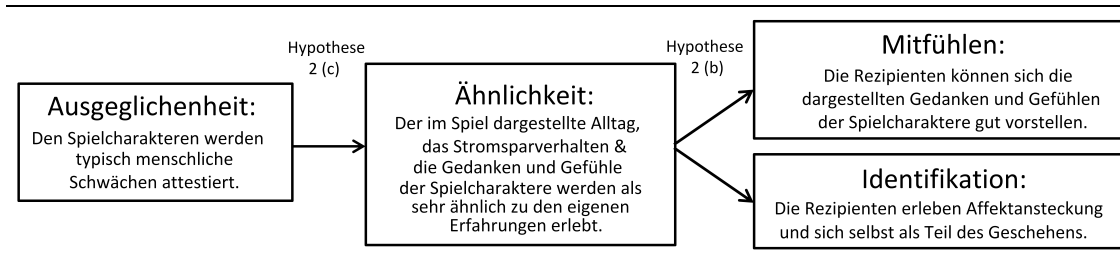 Ausgeglichenheit:
Den Spielcharakteren werden
typisch menschliche
Schwächen attestiert.
Hypothese
2 (c)
Ähnlichkeit:
Der im Spiel dargestellte Alltag,
das Stromsparverhalten &
die Gedanken und Gefühle
der Spielcharaktere werden als
sehr ähnlich zu den eigenen
Erfahrungen erlebt.
Hypothese
2 (b)
Mitfühlen:
Die Rezipienten können sich die
dargestellten Gedanken und Gefühlen
der Spielcharaktere gut vorstellen.
Identifikation:
Die Rezipienten erleben Affektansteckung
und sich selbst als Teil des Geschehens.